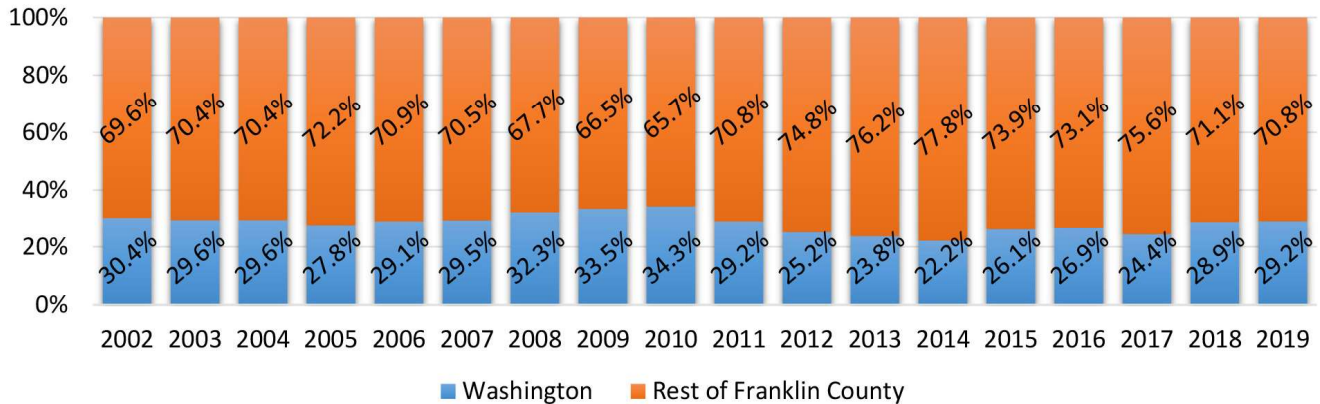 100%
80%
60%
40%
20%
0%
69.6% 70.4% 70.4% 72.2% 70.9% 70.5% 67.7% 66.5% 65.7% 70.8% 74.8% 76.2% 77.8% 73.9% 73.1% 75.6% 71.1% 70.8%
30.4% 29.6% 29.6% 27.8% 29.1% 29.5% 32.3% 33.5% 34.3% 29.2% 25.2% 23.8% 22.2% 26.1% 26.9% 24.4% 28.9% 29.2%
2002 2003 2004 2005 2006 2007 2008 2009 2010 2011 2012 2013 2014 2015 2016 2017 2018 2019
Washington Rest of Franklin County